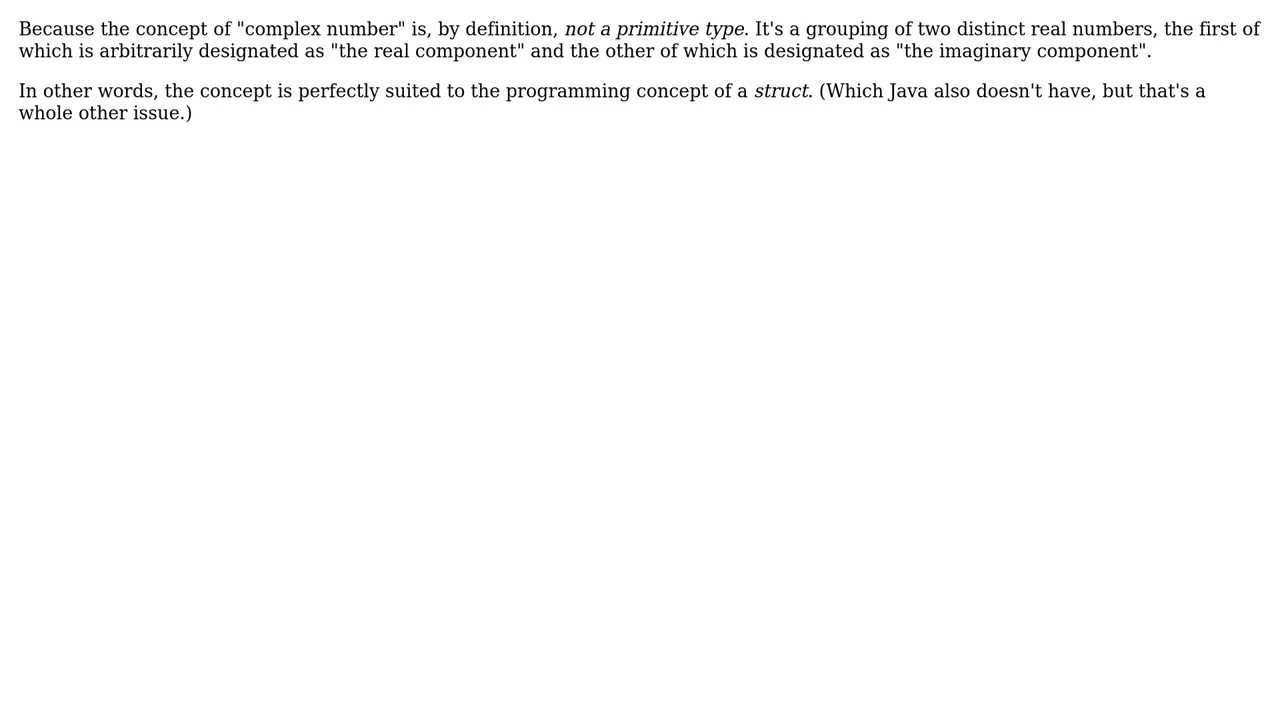 Because the concept of "complex number" is, by definition, not a primitive type. It's a grouping of two distinct real numbers, the first of
which is arbitrarily designated as "the real component" and the other of which is designated as "the imaginary component".
In other words, the concept is perfectly suited to the programming concept of a struct. (Which Java also doesn't have, but that's a
whole other issue.)